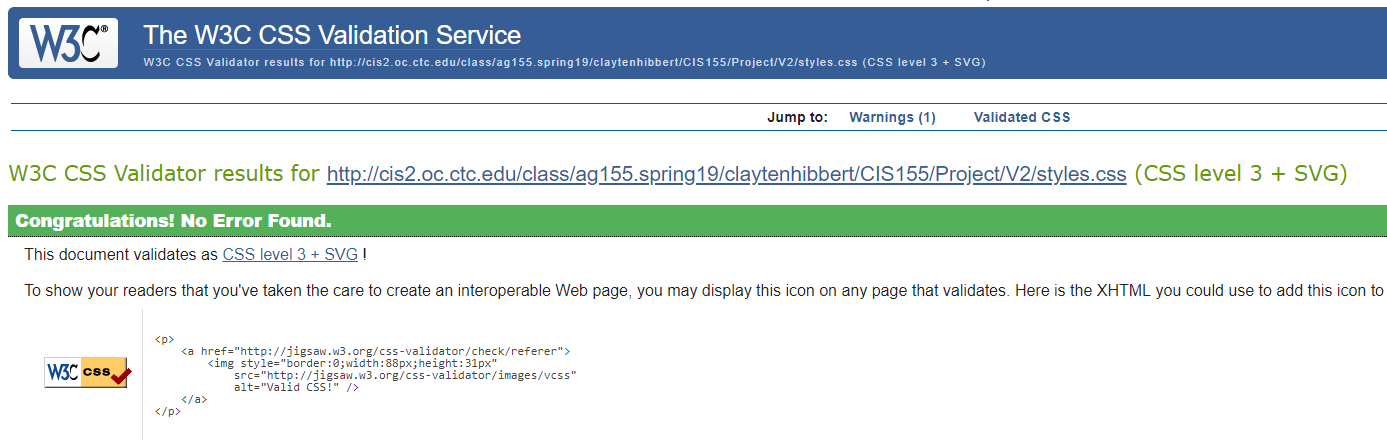 W3C®
The W3C CSS Validation Service
W3C CSS Validator results for http://cis2.oc.ctc.edu/class/ag155.spring19/claytenhibbert/CIS155/Project/V2/styles.css (CSS level 3 + SVG)
Jump to: Warnings (1) Validated CSS
W3C CSS Validator results for http://cis2.oc.ctc.edu/class/ag155.spring19/claytenhibbert/CIS155/Project/V2/styles.css (CSS level 3 + SVG)
Congratulations! No Error Found.
This document validates as CSS level 3 + SVG !
To show your readers that you've taken the care to create an interoperable Web page, you may display this icon on any page that validates. Here is the XHTML you could use to add this icon to
W3C css
<p>
<a href="http://jigsaw.w3.org/css-validator/check/referer">
<img style="border:0;width:88px;height:31px"
src="http://jigsaw.w3.org/css-validator/images/vcss"
alt="Valid CSS!" />
</a>
</p>